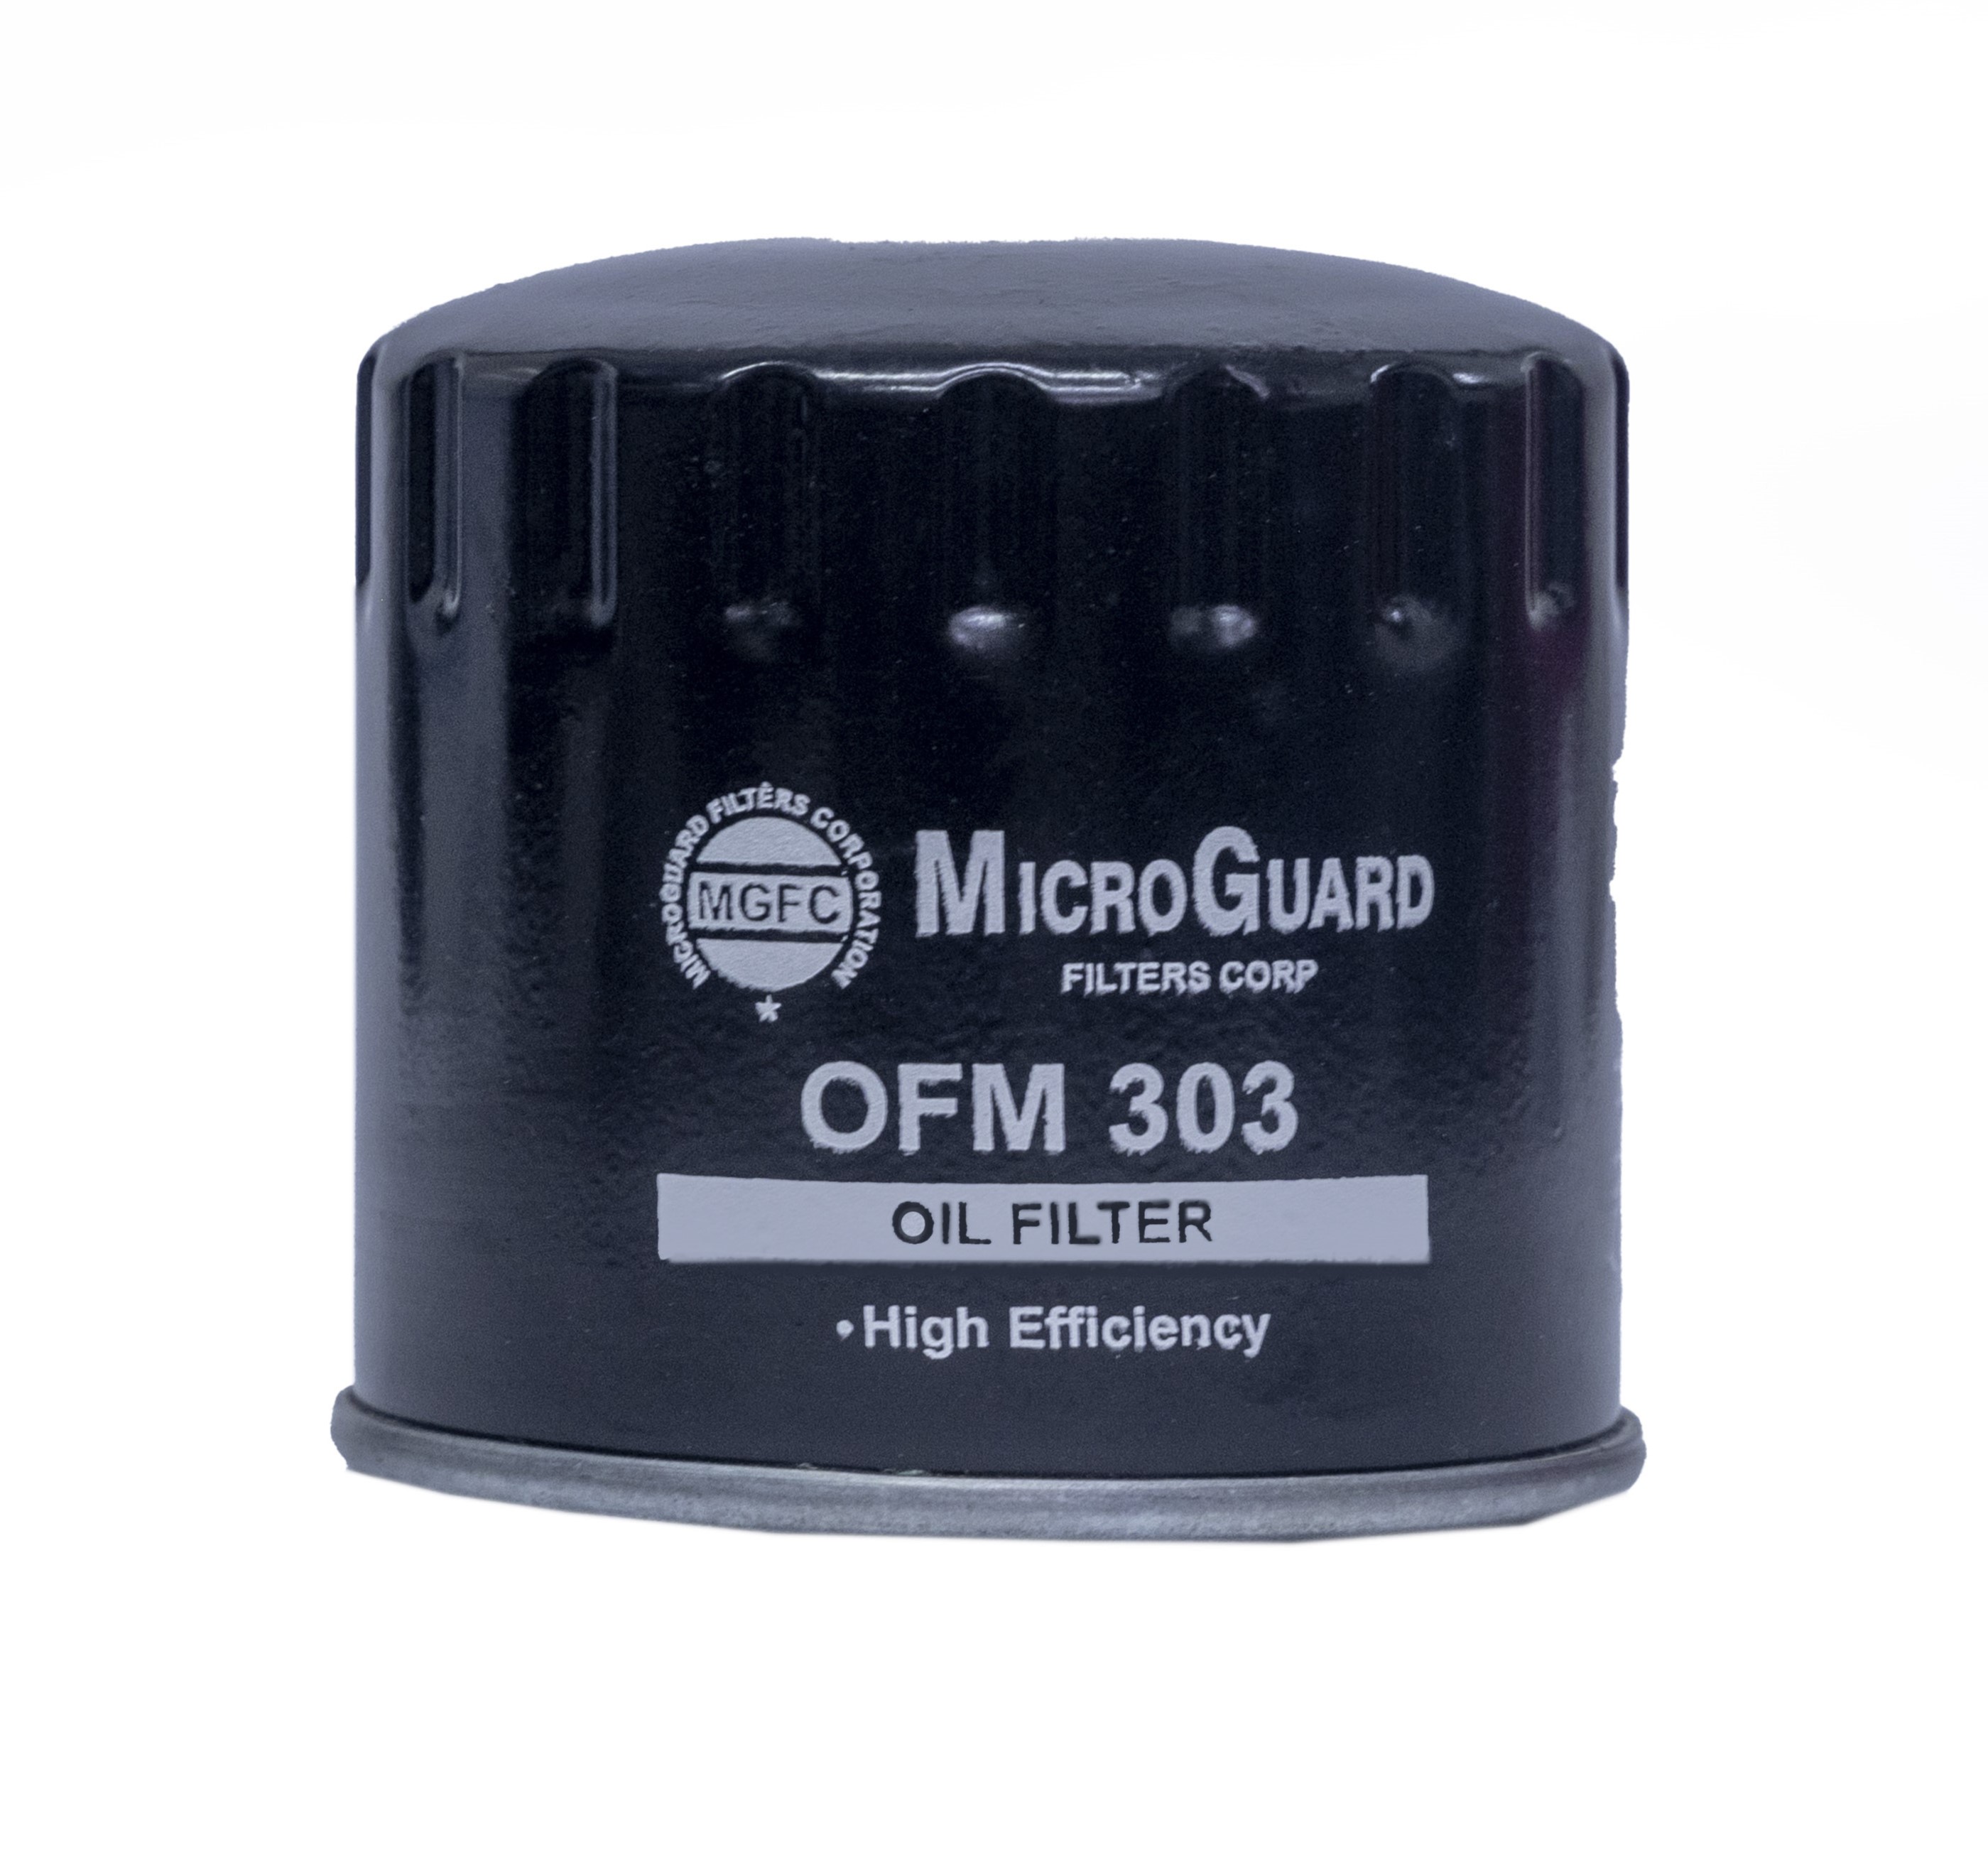 MICROGUARD FILTERS CORPORATION
MGFC
MICROGUARD
FILTERS CORP
OFM 303
OIL FILTER
•High Efficiency